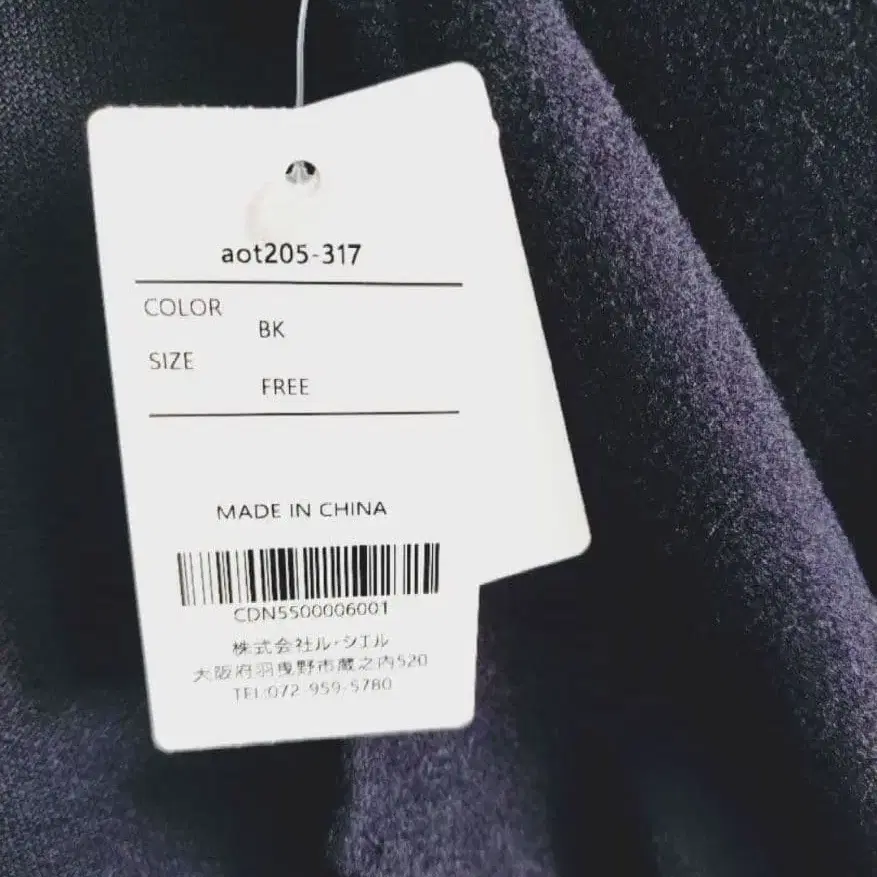 aot205-317
COLOR
BK
SIZE
FREE
MADE IN CHINA
CDN5500006001
株式会社ル・シエル
大阪府羽曳野市蔵之内520
TEL:072-959-5780